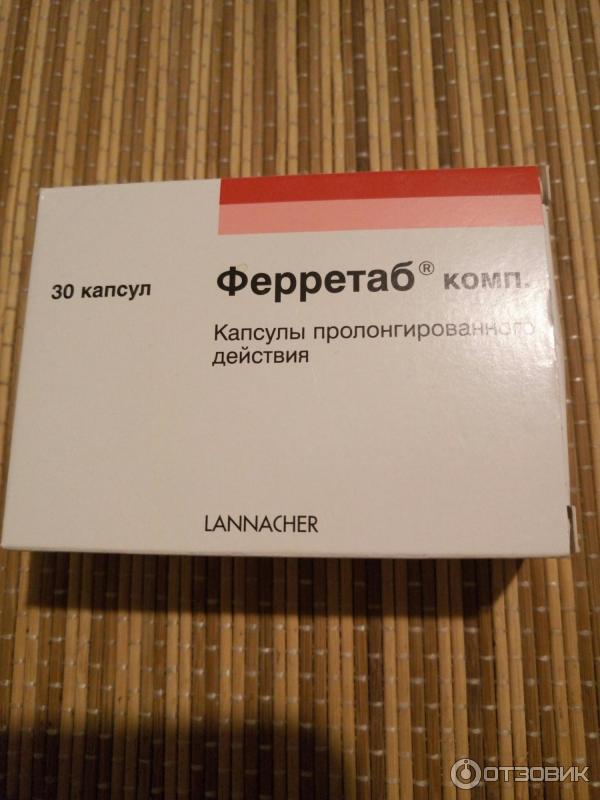 30 капсул
Ферретаб® комп.
Капсулы пролонгированного
действия
LANNACHER
ОТЗОВИК